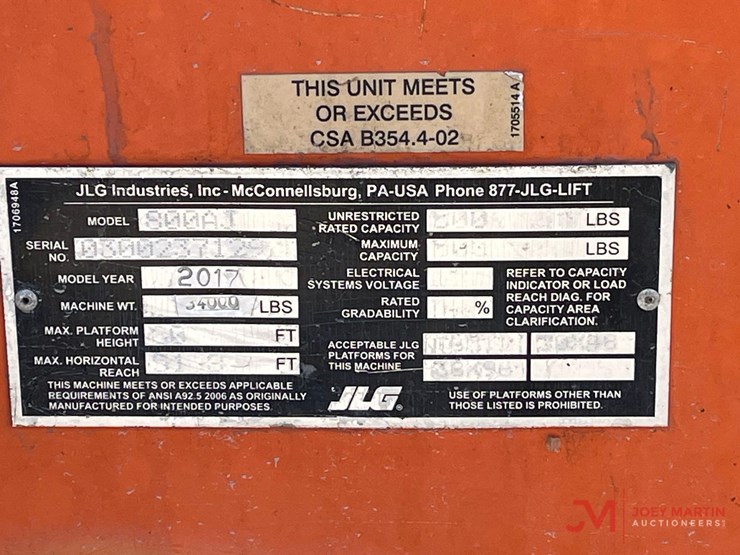 THIS UNIT MEETS
OR EXCEEDS
CSA B354.4-02
1705514 A
1706948A
JLG Industries, Inc - McConnellsburg, PA-USA Phone 877-JLG-LIFT
MODEL 800AJ
SERIAL NO.
MODEL YEAR 2017
MACHINE WT. 34000 LBS
MAX. PLATFORM HEIGHT FT
MAX. HORIZONTAL REACH FT
THIS MACHINE MEETS OR EXCEEDS APPLICABLE
REQUIREMENTS OF ANSI A92.5 2006 AS ORIGINALLY
MANUFACTURED FOR INTENDED PURPOSES.
UNRESTRICTED RATED CAPACITY LBS
MAXIMUM CAPACITY LBS
ELECTRICAL SYSTEMS VOLTAGE
RATED GRADABILITY %
REFER TO CAPACITY
INDICATOR OR LOAD
REACH DIAG. FOR
CAPACITY AREA
CLARIFICATION.
ACCEPTABLE JLG
PLATFORMS FOR
THIS MACHINE
36X96
JLG
USE OF PLATFORMS OTHER THAN
THOSE LISTED IS PROHIBITED.
JM JOEY MARTIN
AUCTIONEERS